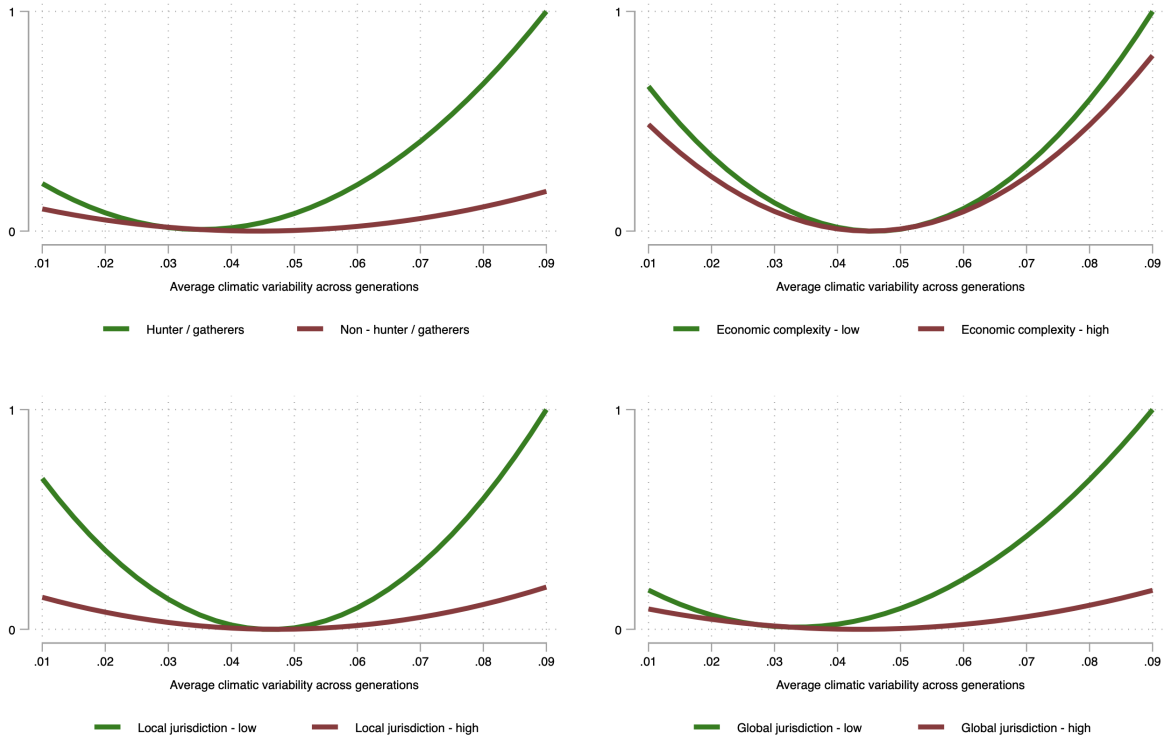 1
0
.01 .02 .03 .04 .05 .06 .07 .08 .09
Average climatic variability across generations
Hunter / gatherers Non - hunter / gatherers
1
0
.01 .02 .03 .04 .05 .06 .07 .08 .09
Average climatic variability across generations
Economic complexity - low Economic complexity - high
1
0
.01 .02 .03 .04 .05 .06 .07 .08 .09
Average climatic variability across generations
Local jurisdiction - low Local jurisdiction - high
1
0
.01 .02 .03 .04 .05 .06 .07 .08 .09
Average climatic variability across generations
Global jurisdiction - low Global jurisdiction - high